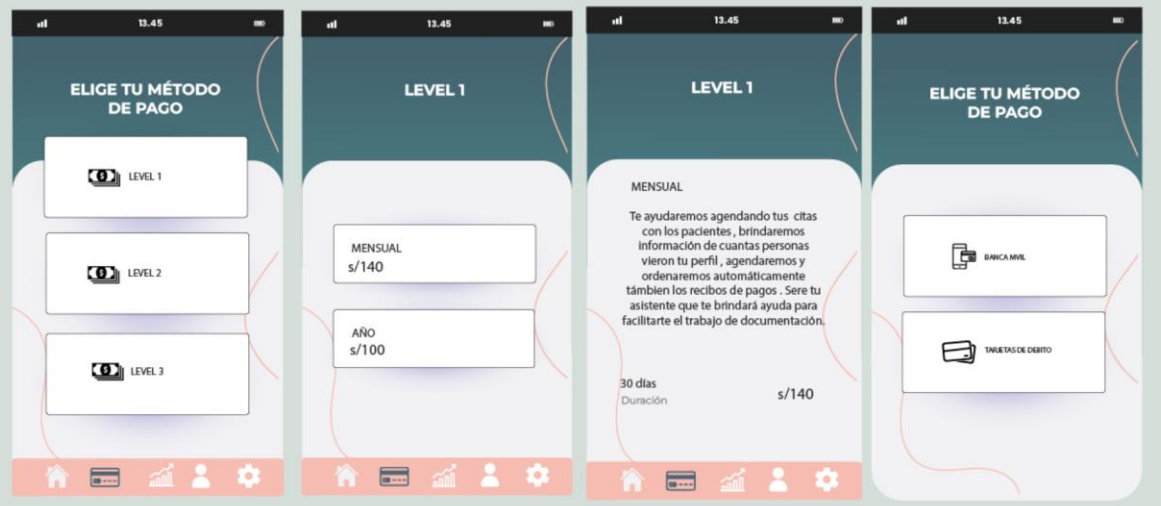 13.45
ELIGE TU MÉTODO
DE PAGO
LEVEL 1
LEVEL 2
LEVEL 3
13.45
LEVEL 1
MENSUAL
s/140
AÑO
s/100
13.45
LEVEL 1
MENSUAL
Te ayudaremos agendando tus citas
con los pacientes , brindaremos
información de cuantas personas
vieron tu perfil , agendaremos y
ordenaremos automáticamente
támbien los recibos de pagos . Sere tu
asistente que te brindará ayuda para
facilitarte el trabajo de documentación.
30 días
Duración
s/140
13.45
ELIGE TU MÉTODO
DE PAGO
BANCA MVIL
TARJETAS DE DEBITO